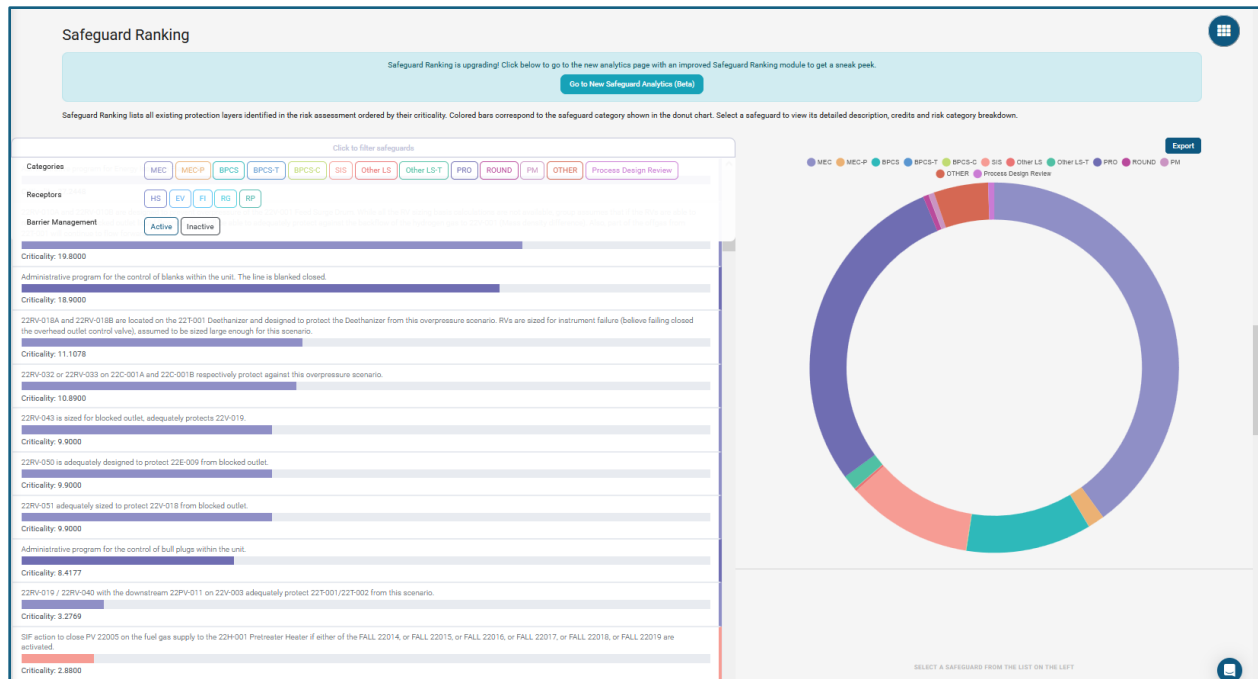 Safeguard Ranking
Safeguard Ranking is upgrading! Click below to go to the new analytics page with an improved Safeguard Ranking module to get a sneak peek.
Go to New Safeguard Analytics (Beta)
Safeguard Ranking lists all existing protection layers identified in the risk assessment ordered by their criticality. Colored bars correspond to the safeguard category shown in the donut chart. Select a safeguard to view its detailed description, credits and risk category breakdown.
Click to filter safeguards
Categories MEC MEC-P BPCS BPCS-T BPCS-C SIS Other LS Other LS-T PRO ROUND PM OTHER Process Design Review
Receptors HS EV FI RG RP
Barrier Management Active Inactive
Criticality: 19.8000
Administrative program for the control of blanks within the unit. The line is blanked closed.
Criticality: 18.9000
22RV-018A and 22RV-018B are located on the 22T-001 Deethanizer and designed to protect the Deethanizer from this overpressure scenario. RVs are sized for instrument failure (believe failing closed
the overhead outlet control valve), assumed to be sized large enough for this scenario.
Criticality: 11.1078
22RV-032 or 22RV-033 on 22C-001A and 22C-001B respectively protect against this overpressure scenario.
Criticality: 10.8900
22RV-043 is sized for blocked outlet, adequately protects 22V-019.
Criticality: 9.9000
22RV-050 is adequately designed to protect 22E-009 from blocked outlet.
Criticality: 9.9000
22RV-051 adequately sized to protect 22V-018 from blocked outlet.
Criticality: 9.9000
Administrative program for the control of bull plugs within the unit.
Criticality: 8.4177
22RV-019 / 22RV-040 with the downstream 22PV-011 on 22V-003 adequately protect 22T-001/22T-002 from this scenario.
Criticality: 3.2769
SIF action to close PV 22005 on the fuel gas supply to the 22H-001 Pretreater Heater if either of the FALL 22014, or FALL 22015, or FALL 22016, or FALL 22017, or FALL 22018, or FALL 22019 are
activated.
Criticality: 2.8800
Export
MEC MEC-P BPCS BPCS-T BPCS-C SIS Other LS Other LS-T PRO ROUND PM
OTHER Process Design Review
SELECT A SAFEGUARD FROM THE LIST ON THE LEFT